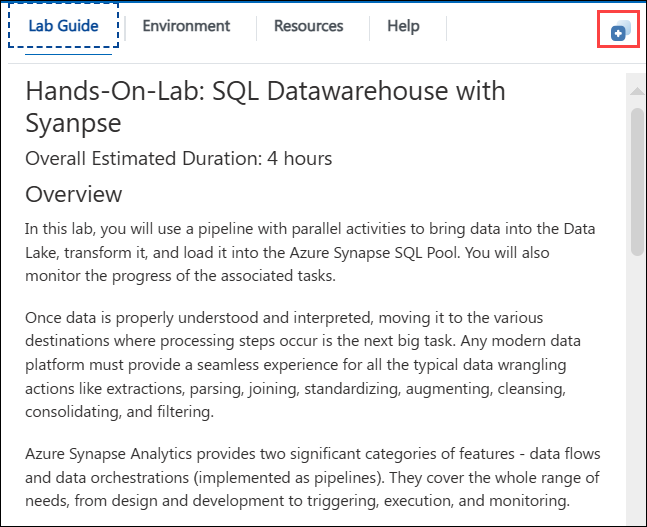 Lab Guide Environment Resources Help
Hands-On-Lab: SQL Datawarehouse with
Syanpse
Overall Estimated Duration: 4 hours
Overview
In this lab, you will use a pipeline with parallel activities to bring data into the Data
Lake, transform it, and load it into the Azure Synapse SQL Pool. You will also
monitor the progress of the associated tasks.
Once data is properly understood and interpreted, moving it to the various
destinations where processing steps occur is the next big task. Any modern data
platform must provide a seamless experience for all the typical data wrangling
actions like extractions, parsing, joining, standardizing, augmenting, cleansing,
consolidating, and filtering.
Azure Synapse Analytics provides two significant categories of features - data flows
and data orchestrations (implemented as pipelines). They cover the whole range of
needs, from design and development to triggering, execution, and monitoring.